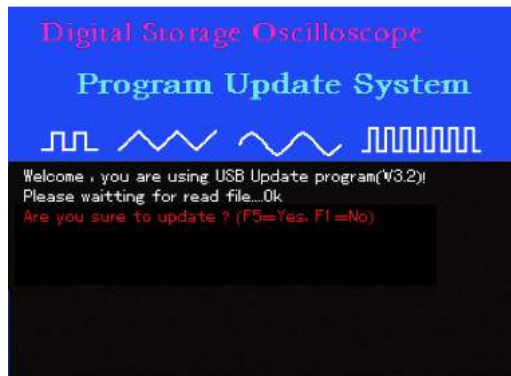 Digital Storage Oscilloscope
Program Update System
Welcome , you are using USB Update program(V3.2)!
Please waitting for read file....Ok
Are you sure to update ? (F5=Yes. F1=No)